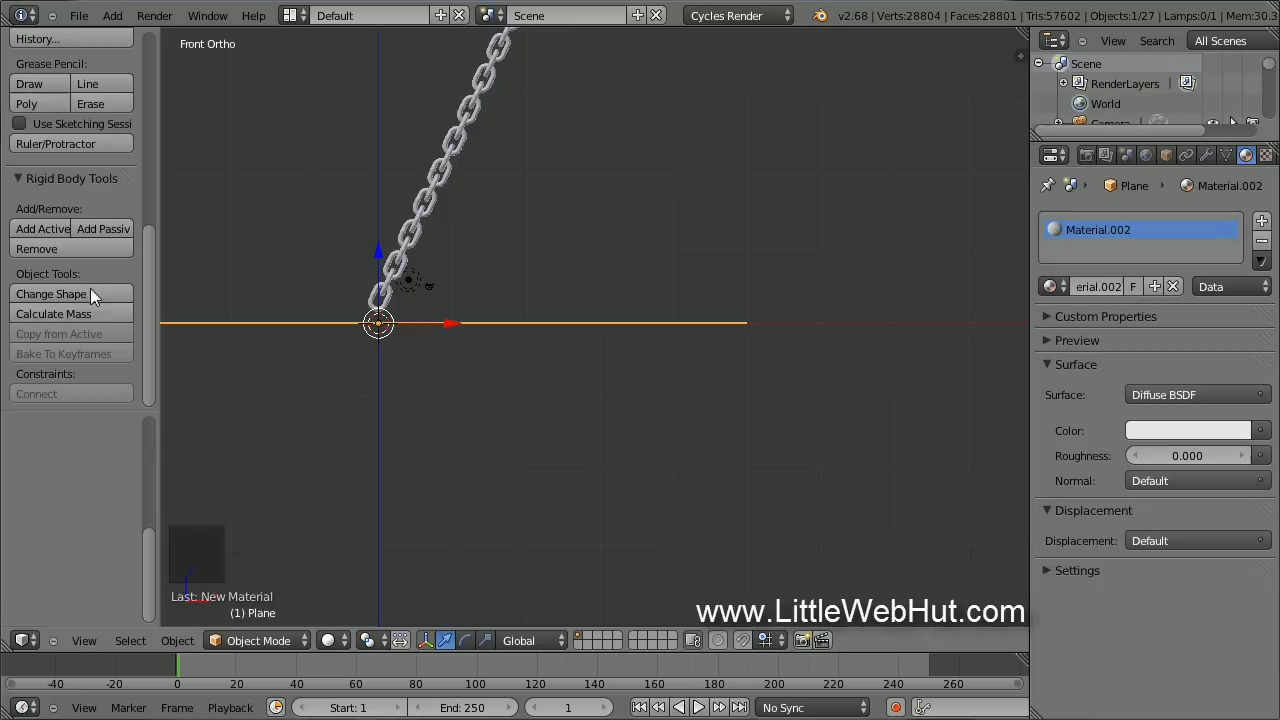 File Add Render Window Help Default Scene Cycles Render v2.68 | Verts:28804 | Faces:28801 | Tris:57602 | Objects:1/27 | Lamps:0/1 | Mem:30.3
History...
Grease Pencil:
Draw Line
Poly Erase
Use Sketching Sessi
Ruler/Protractor
Rigid Body Tools
Add/Remove:
Add Active Add Passiv
Remove
Object Tools:
Change Shape
Calculate Mass
Copy from Active
Bake To Keyframes
Constraints:
Connect
Front Ortho
Last: New Material
(1) Plane
www.LittleWebHut.com
View Select Object Object Mode Global
-40 -20 0 20 40 60 80 100 120 140 160 180 200 220 240 260
View Marker Frame Playback Start: 1 End: 250 1 No Sync
View Search All Scenes
Scene
RenderLayers
World
Camera
Plane Material.002
Material.002
erial.002 F Data
Custom Properties
Preview
Surface
Surface: Diffuse BSDF
Color:
Roughness: 0.000
Normal: Default
Displacement
Displacement: Default
Settings